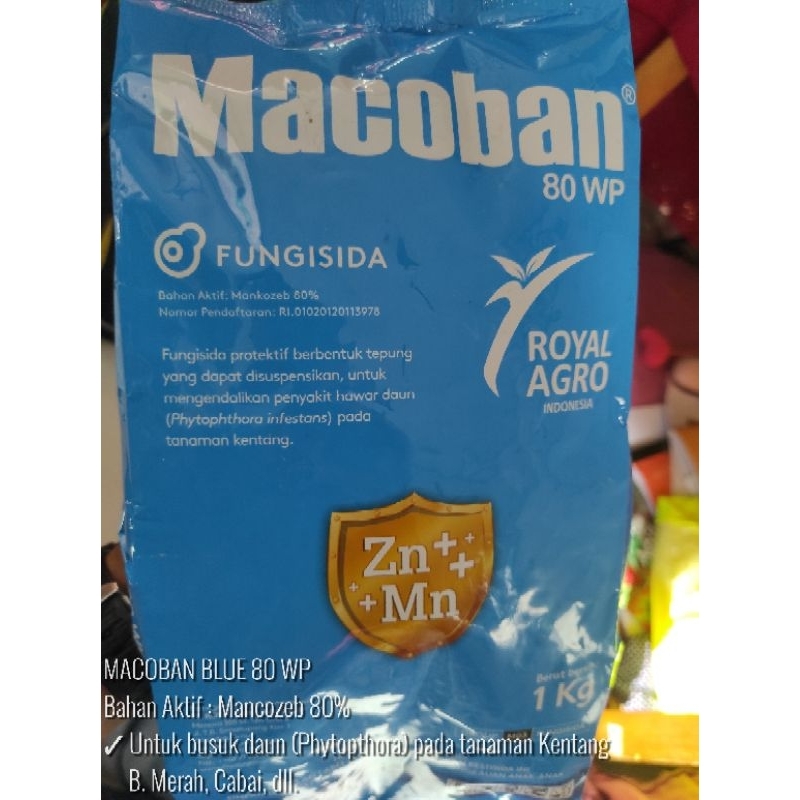 Macoban®
80 WP
FUNGISIDA
Bahan Aktif: Mankozeb 80%
Nomor Pendaftaran: RI.01020120113978
Fungisida protektif berbentuk tepung
yang dapat disuspensikan, untuk
mengendalikan penyakit hawar daun
(Phytophthora infestans) pada
tanaman kentang.
ROYAL
AGRO
INDONESIA
Zn++
++Mn
Berat
1 Kg
MACOBAN BLUE 80 WP
Bahan Aktif : Mancozeb 80%
✓ Untuk busuk daun (Phytopthora) pada tanaman Kentang
B. Merah, Cabai, dll.